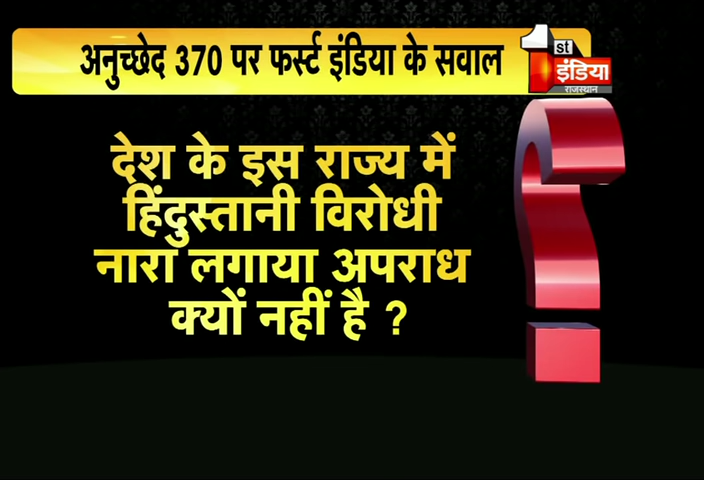 अनुच्छेद 370 पर फर्स्ट इंडिया के सवाल
1st
इंडिया
राजस्थान
देश के इस राज्य में
हिंदुस्तानी विरोधी
नारा लगाया अपराध
क्यों नहीं है ?